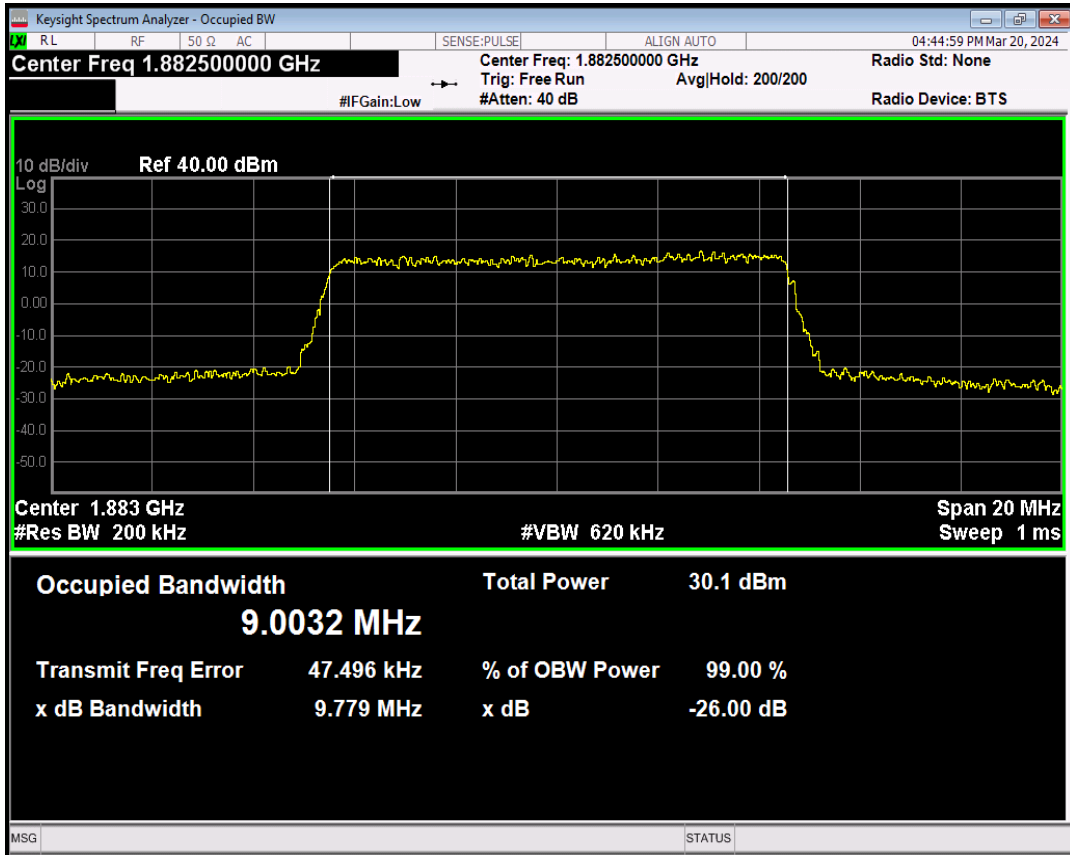 Keysight Spectrum Analyzer - Occupied BW
LXI RL RF 50 Ω AC SENSE:PULSE ALIGN AUTO 04:44:59 PM Mar 20, 2024
Center Freq 1.882500000 GHz Center Freq: 1.882500000 GHz Radio Std: None
Trig: Free Run Avg|Hold: 200/200
#IFGain:Low #Atten: 40 dB Radio Device: BTS
10 dB/div Ref 40.00 dBm
Log
30.0
20.0
10.0
0.00
-10.0
-20.0
-30.0
-40.0
-50.0
Center 1.883 GHz Span 20 MHz
#Res BW 200 kHz #VBW 620 kHz Sweep 1 ms
Occupied Bandwidth Total Power 30.1 dBm
9.0032 MHz
Transmit Freq Error 47.496 kHz % of OBW Power 99.00 %
x dB Bandwidth 9.779 MHz x dB -26.00 dB
MSG STATUS